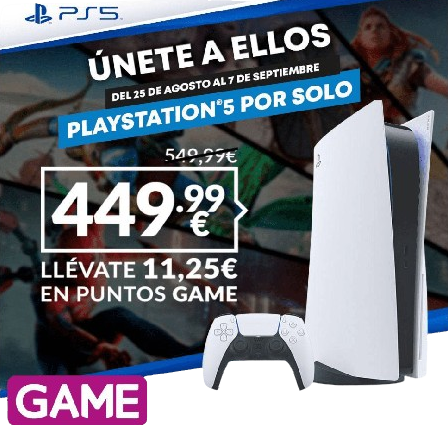 PS5
ÚNETE A ELLOS
DEL 25 DE AGOSTO AL 7 DE SEPTIEMBRE
PLAYSTATION®5 POR SOLO
549,99€
449.99€
LLÉVATE 11,25€
EN PUNTOS GAME
GAME